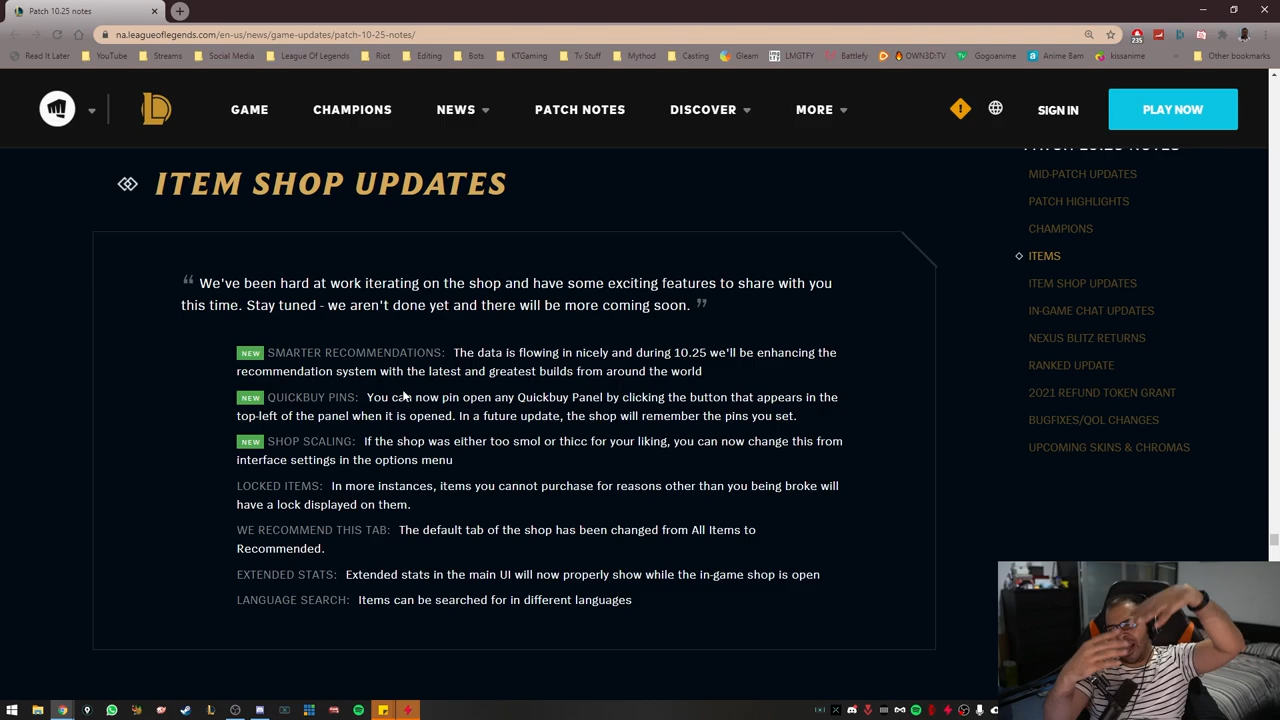 Patch 10.25 notes
na.leagueoflegends.com/en-us/news/game-updates/patch-10-25-notes/
235
Read It Later
YouTube
Streams
Social Media
League Of Legends
Riot
Editing
Bots
KTGaming
Tv Stuff
Mythod
Casting
Gleam
LMGTFY
Battlefy
OWN3D:TV
Gogoanime
Anime Bam
kissanime
Other bookmarks
GAME
CHAMPIONS
NEWS
PATCH NOTES
DISCOVER
MORE
SIGN IN
PLAY NOW
ITEM SHOP UPDATES
“ We've been hard at work iterating on the shop and have some exciting features to share with you
this time. Stay tuned - we aren't done yet and there will be more coming soon. ”
NEW SMARTER RECOMMENDATIONS: The data is flowing in nicely and during 10.25 we'll be enhancing the
recommendation system with the latest and greatest builds from around the world
NEW QUICKBUY PINS: You can now pin open any Quickbuy Panel by clicking the button that appears in the
top-left of the panel when it is opened. In a future update, the shop will remember the pins you set.
NEW SHOP SCALING: If the shop was either too smol or thicc for your liking, you can now change this from
interface settings in the options menu
LOCKED ITEMS: In more instances, items you cannot purchase for reasons other than you being broke will
have a lock displayed on them.
WE RECOMMEND THIS TAB: The default tab of the shop has been changed from All Items to
Recommended.
EXTENDED STATS: Extended stats in the main UI will now properly show while the in-game shop is open
LANGUAGE SEARCH: Items can be searched for in different languages
PATCH 10.25 NOTES
MID-PATCH UPDATES
PATCH HIGHLIGHTS
CHAMPIONS
ITEMS
ITEM SHOP UPDATES
IN-GAME CHAT UPDATES
NEXUS BLITZ RETURNS
RANKED UPDATE
2021 REFUND TOKEN GRANT
BUGFIXES/QOL CHANGES
UPCOMING SKINS & CHROMAS